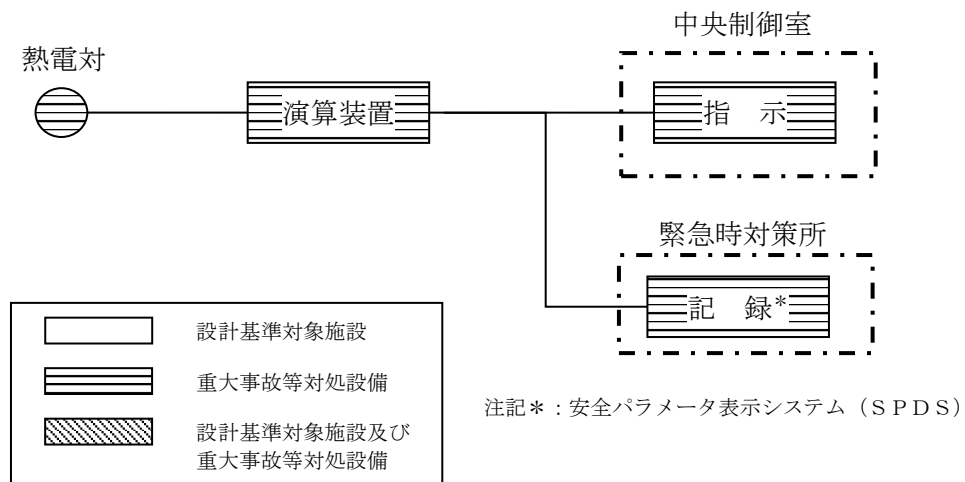 中央制御室
熱電対
演算装置
指　示
緊急時対策所
記　録*
設計基準対象施設
重大事故等対処設備
設計基準対象施設及び
重大事故等対処設備
注記＊：安全パラメータ表示システム（ＳＰＤＳ）